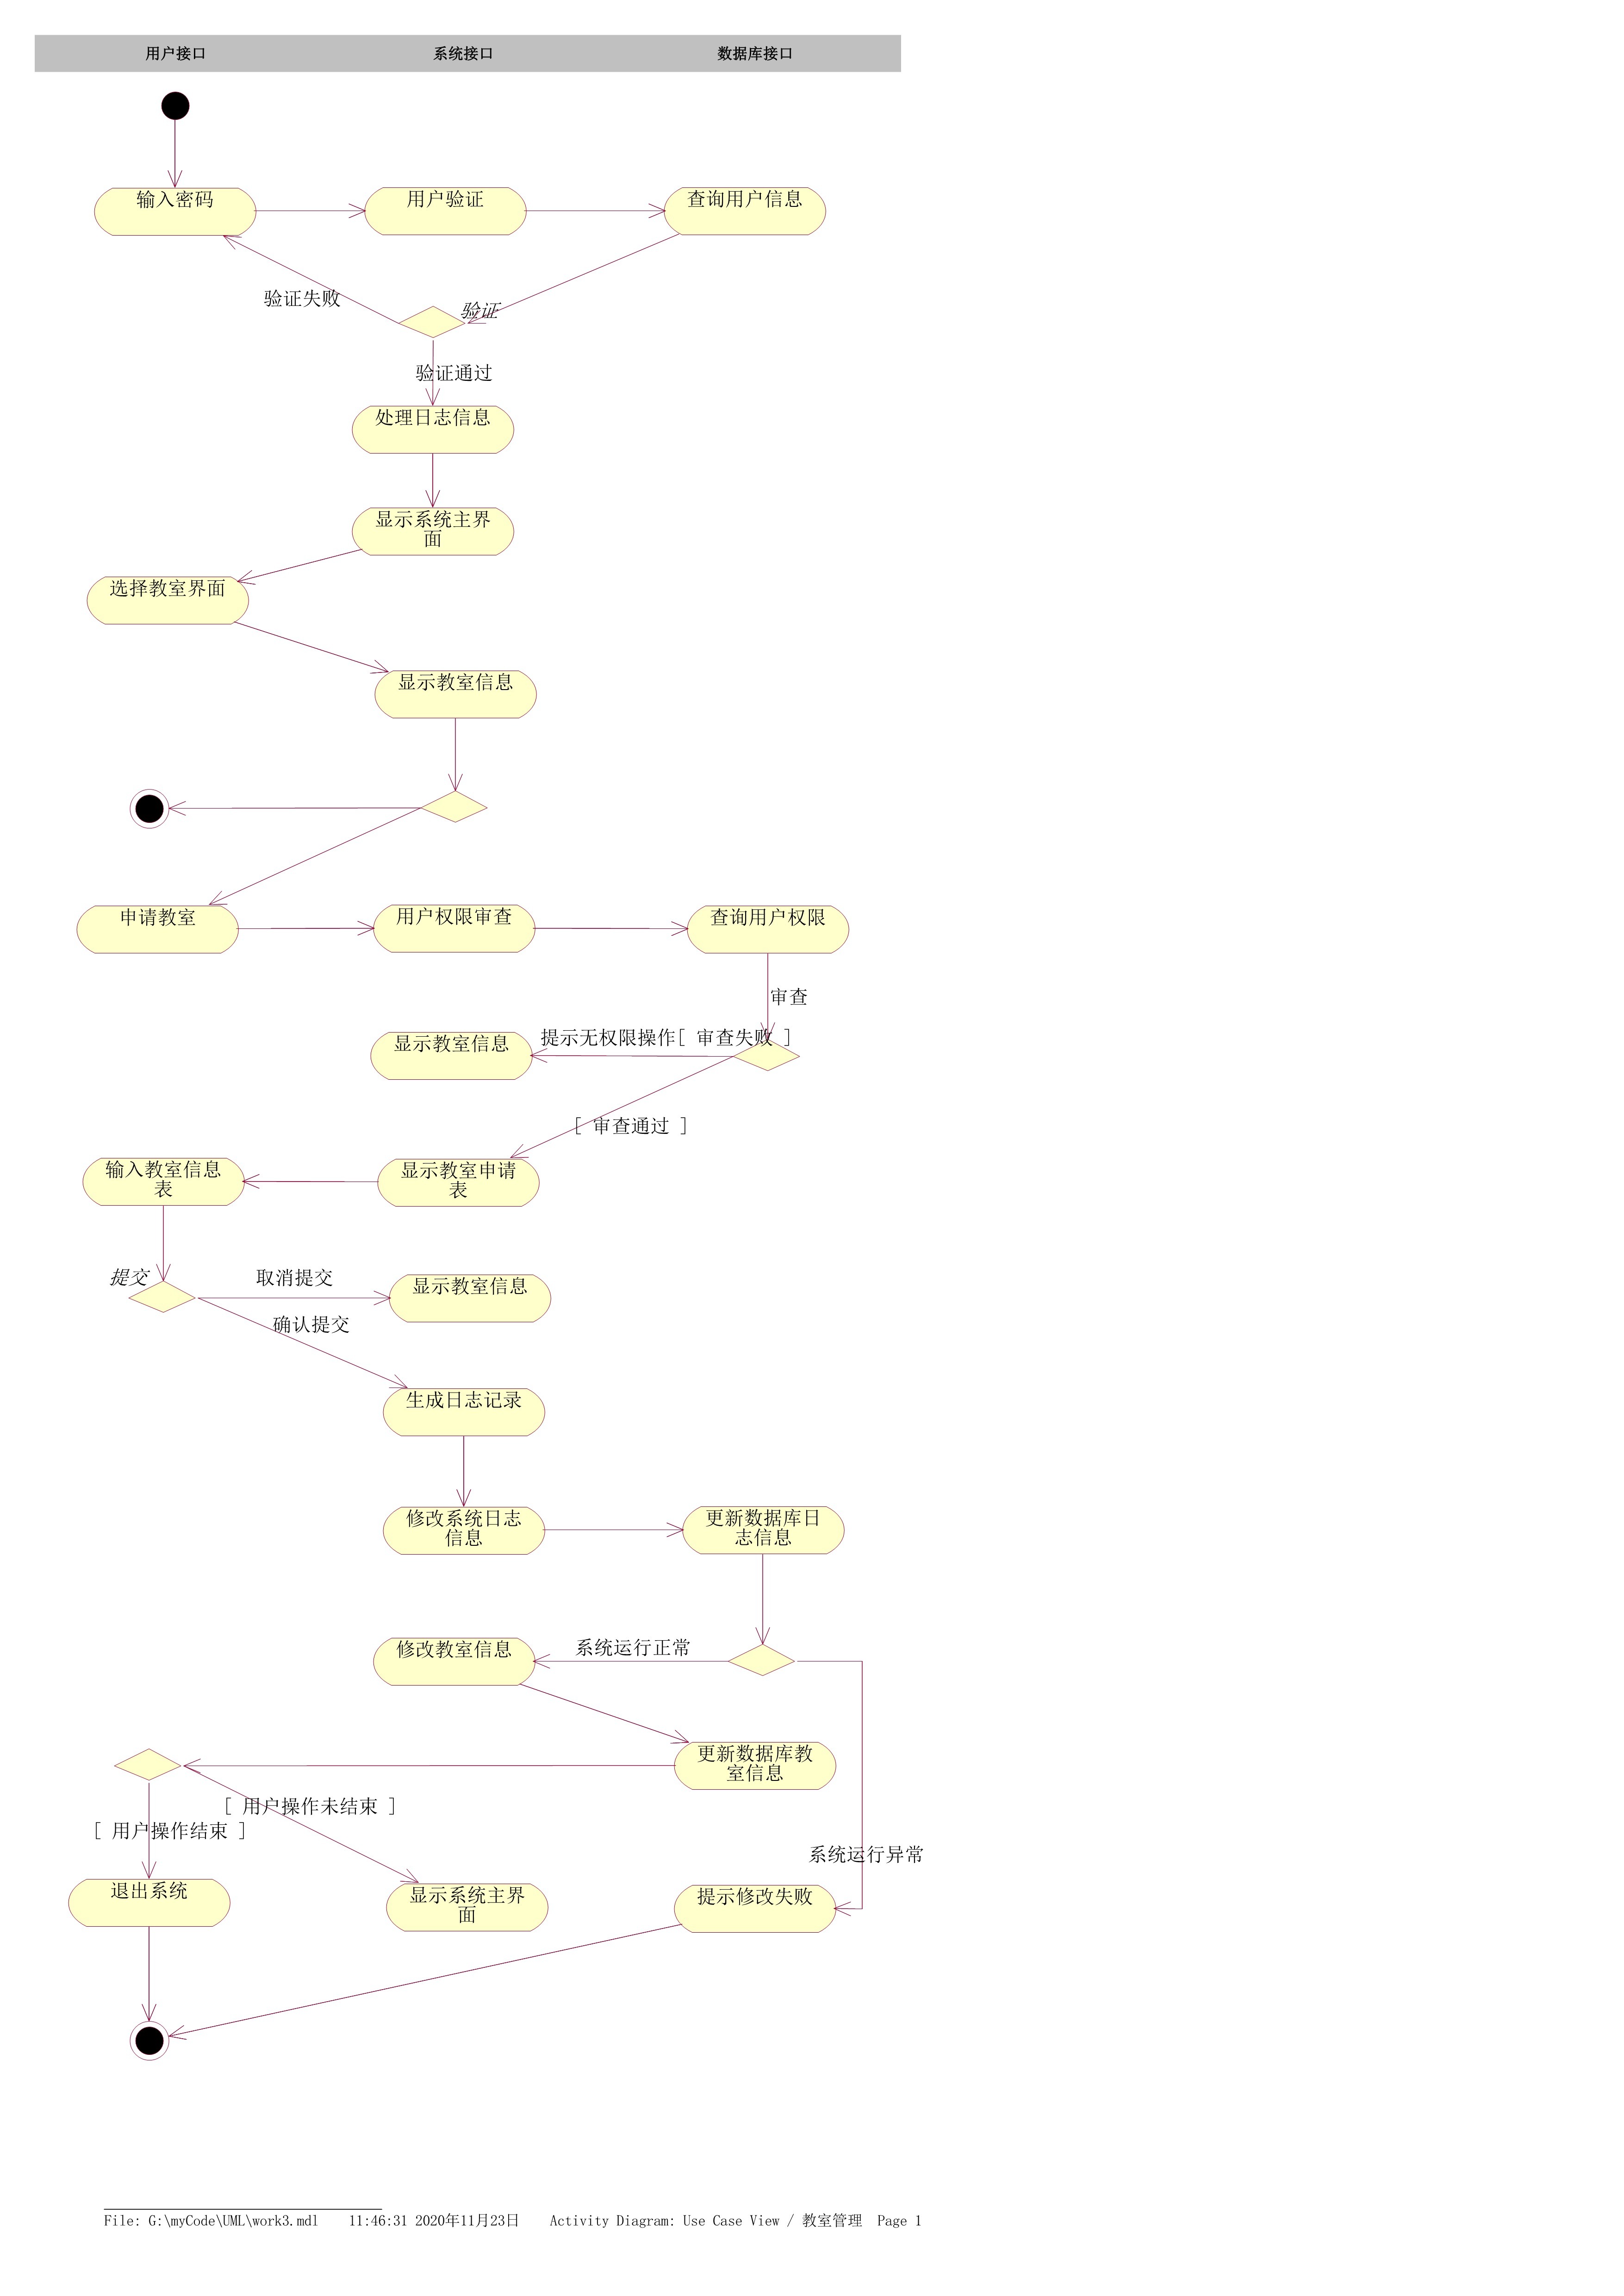 用户接口 系统接口 数据库接口
输入密码 用户验证 查询用户信息
验证失败 验证
验证通过
处理日志信息
显示系统主界
面
选择教室界面
显示教室信息
申请教室 用户权限审查 查询用户权限
审查
提示无权限操作[ 审查失败 ]
显示教室信息
[ 审查通过 ]
输入教室信息
表
显示教室申请
表
提交 取消提交 显示教室信息
确认提交
生成日志记录
修改系统日志
信息
更新数据库日
志信息
修改教室信息 系统运行正常
更新数据库教
室信息
[ 用户操作未结束 ]
[ 用户操作结束 ]
系统运行异常
退出系统
显示系统主界
面
提示修改失败
File: G:\myCode\UML\work3.mdl 11:46:31 2020年11月23日 Activity Diagram: Use Case View / 教室管理 Page 1